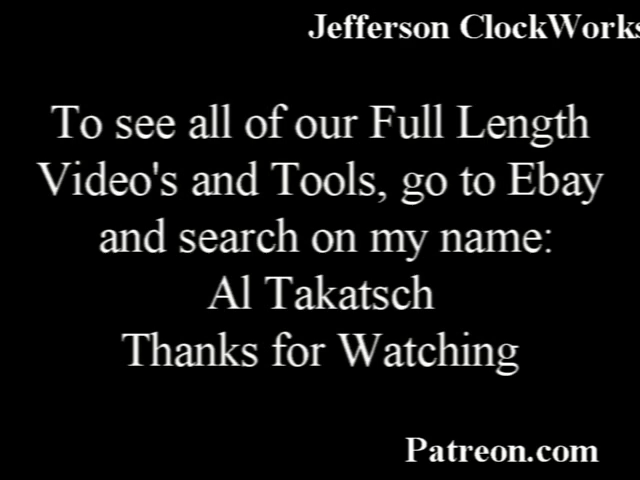 Jefferson ClockWorks
To see all of our Full Length
Video's and Tools, go to Ebay
and search on my name:
Al Takatsch
Thanks for Watching
Patreon.com